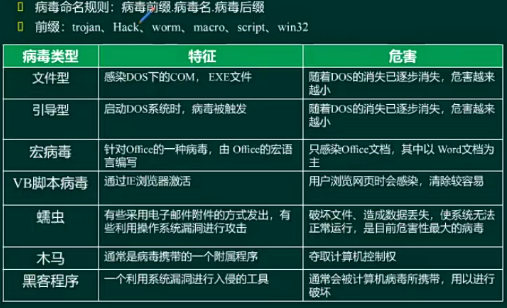 病毒命名规则：病毒前缀.病毒名.病毒后缀
前缀：trojan、Hack、worm、macro、script、win32
病毒类型 特征 危害
文件型 感染DOS下的COM， EXE文件 随着DOS的消失已逐步消失，危害越来
越小
引导型 启动DOS系统时，病毒被触发 随着DOS的消失已逐步消失，危害越来
越小
宏病毒 针对Office的一种病毒，由 Office的宏语
言编写 只感染Office文档，其中以 Word文档为
主
VB脚本病毒 通过IE浏览器激活 用户浏览网页时会感染，清除较容易
蠕虫 有些采用电子邮件附件的方式发出，有
些利用操作系统漏洞进行攻击 破坏文件、造成数据丢失，使系统无法
正常运行，是目前危害性最大的病毒
木马 通常是病毒携带的一个附属程序 夺取计算机控制权
黑客程序 一个利用系统漏洞进行入侵的工具 通常会被计算机病毒所携带，用以进行
破坏